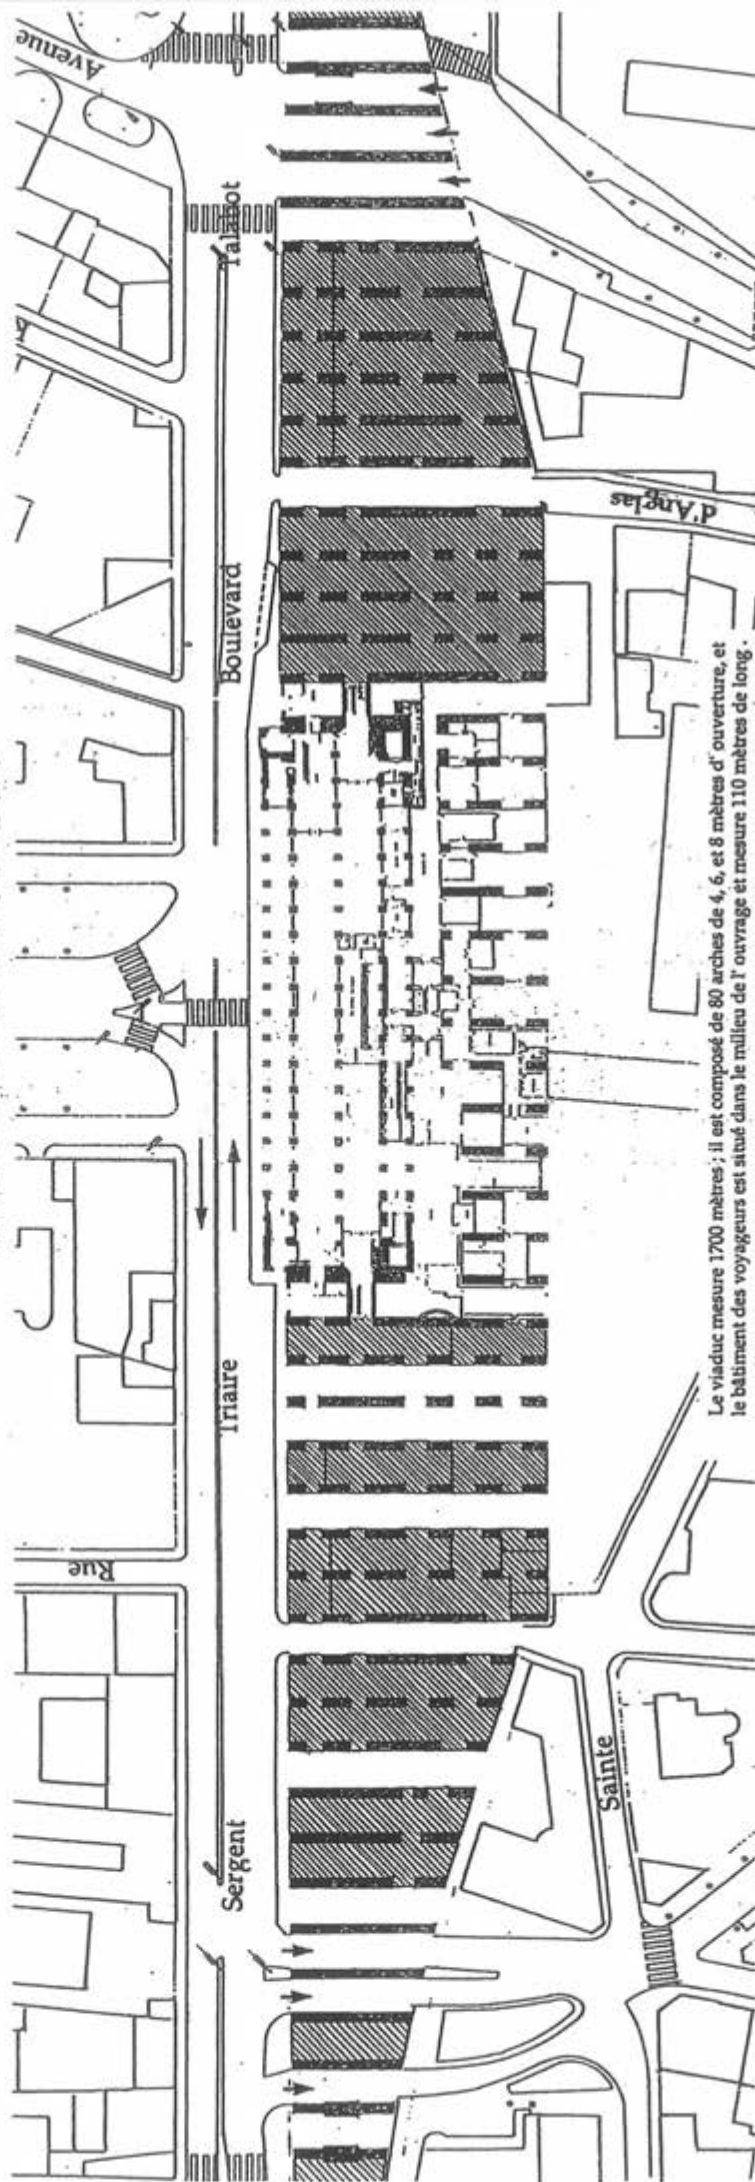 Avenue
Talabot
Boulevard
d'Anglas
Triaire
Rue
Sergent
Sainte
Le viaduc mesure 1700 mètres ; il est composé de 80 arches de 4, 6, et 8 mètres d'ouverture, et
le bâtiment des voyageurs est situé dans le milieu de l'ouvrage et mesure 110 mètres de long .